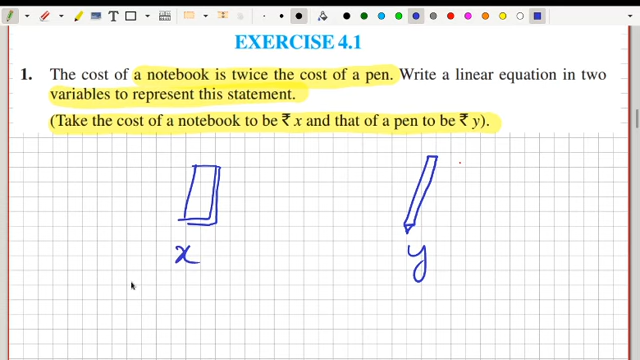 EXERCISE 4.1
1. The cost of a notebook is twice the cost of a pen. Write a linear equation in two
variables to represent this statement.
(Take the cost of a notebook to be ₹ x and that of a pen to be ₹ y).
x y